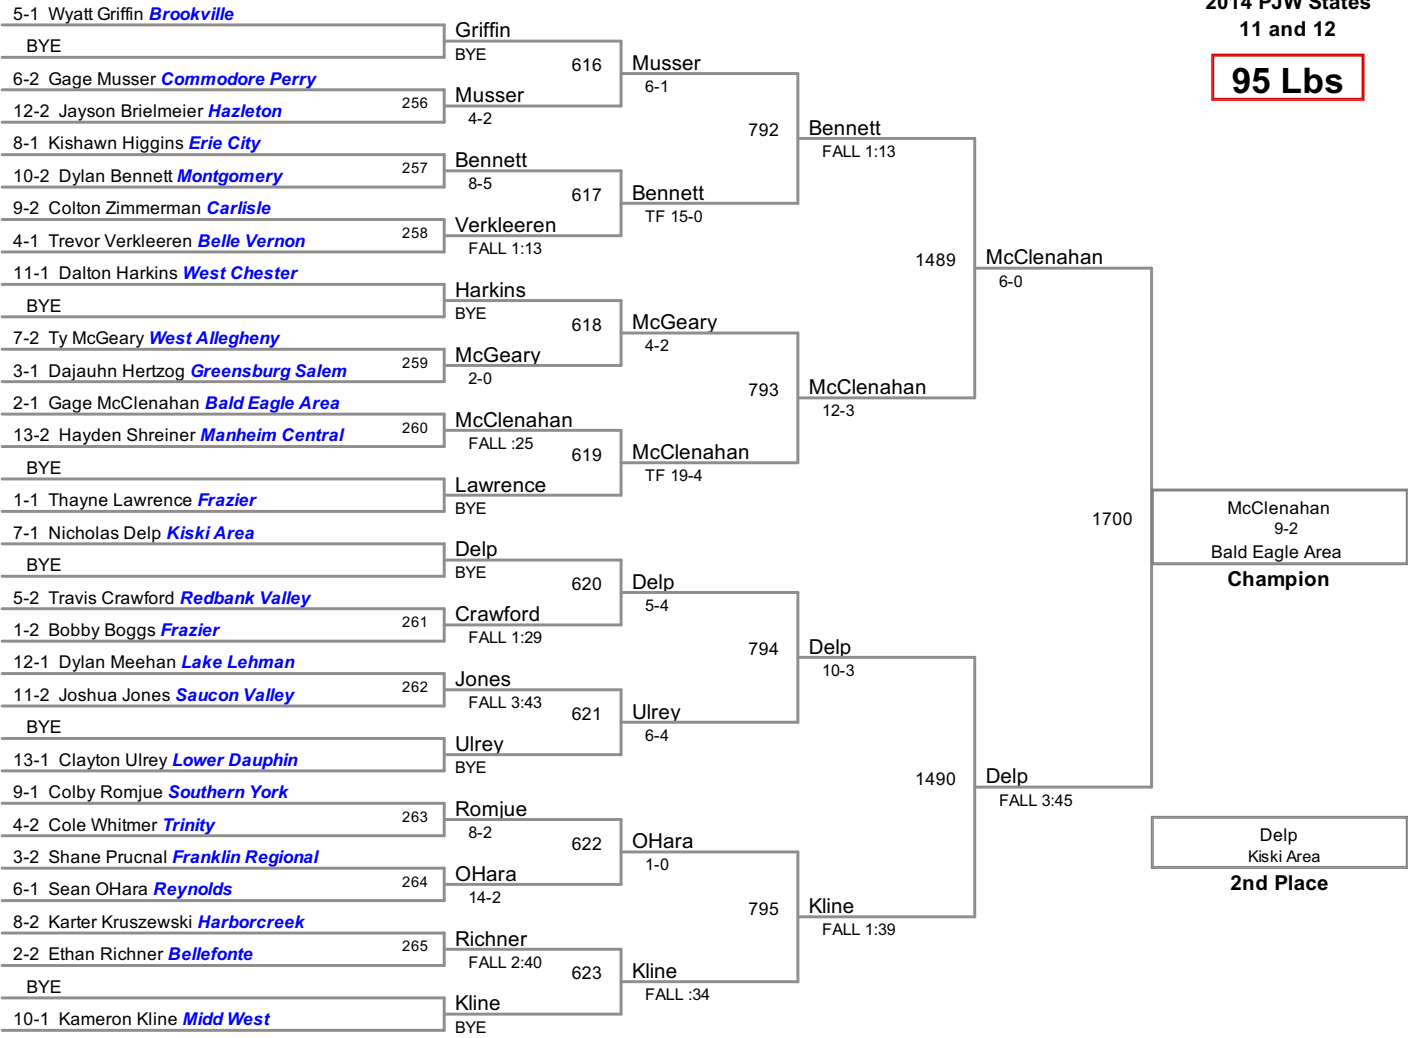 2014 PJW States
11 and 12
95 Lbs
5-1 Wyatt Griffin Brookville
BYE
6-2 Gage Musser Commodore Perry
12-2 Jayson Brielmeier Hazleton
8-1 Kishawn Higgins Erie City
10-2 Dylan Bennett Montgomery
9-2 Colton Zimmerman Carlisle
4-1 Trevor Verkleeren Belle Vernon
11-1 Dalton Harkins West Chester
BYE
7-2 Ty McGeary West Allegheny
3-1 Dajauhn Hertzog Greensburg Salem
2-1 Gage McClenahan Bald Eagle Area
13-2 Hayden Shreiner Manheim Central
BYE
1-1 Thayne Lawrence Frazier
7-1 Nicholas Delp Kiski Area
BYE
5-2 Travis Crawford Redbank Valley
1-2 Bobby Boggs Frazier
12-1 Dylan Meehan Lake Lehman
11-2 Joshua Jones Saucon Valley
BYE
13-1 Clayton Ulrey Lower Dauphin
9-1 Colby Romjue Southern York
4-2 Cole Whitmer Trinity
3-2 Shane Prucnal Franklin Regional
6-1 Sean OHara Reynolds
8-2 Karter Kruszewski Harborcreek
2-2 Ethan Richner Bellefonte
BYE
10-1 Kameron Kline Midd West
256
257
258
259
260
261
262
263
264
265
Griffin
BYE
Musser
4-2
Bennett
8-5
Verkleeren
FALL 1:13
Harkins
BYE
McGeary
2-0
McClenahan
FALL :25
Lawrence
BYE
Delp
BYE
Crawford
FALL 1:29
Jones
FALL 3:43
Ulrey
BYE
Romjue
8-2
OHara
14-2
Richner
FALL 2:40
Kline
BYE
616
617
618
619
620
621
622
623
Musser
6-1
Bennett
TF 15-0
McGeary
4-2
McClenahan
TF 19-4
Delp
5-4
Ulrey
6-4
OHara
1-0
Kline
FALL :34
792
793
794
795
Bennett
FALL 1:13
McClenahan
12-3
Delp
10-3
Kline
FALL 1:39
1489
1490
McClenahan
6-0
Delp
FALL 3:45
1700
McClenahan
9-2
Bald Eagle Area
Champion
Delp
Kiski Area
2nd Place